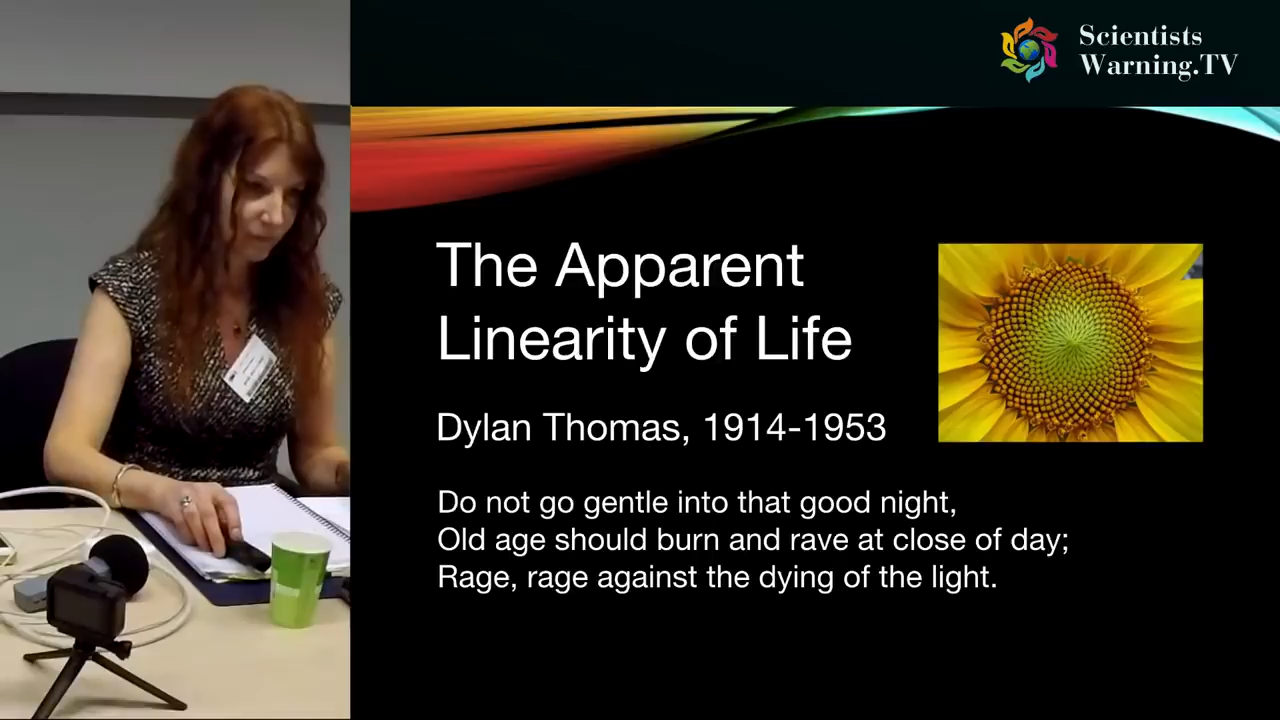 Scientists
Warning.TV
The Apparent
Linearity of Life
Dylan Thomas, 1914-1953
Do not go gentle into that good night,
Old age should burn and rave at close of day;
Rage, rage against the dying of the light.